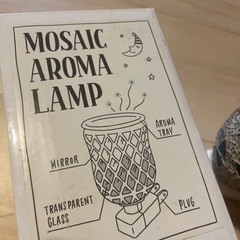 MOSAIC
AROMA
LAMP
AROMA
TRAY
MIRROR
TRANSPARENT
GLASS
PLUG